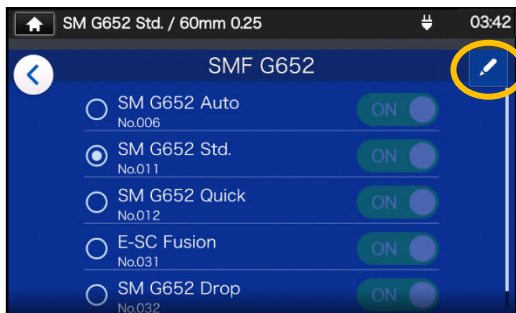 SM G652 Std. / 60mm 0.25 03:42
SMF G652
SM G652 Auto ON
No.006
SM G652 Std. ON
No.011
SM G652 Quick ON
No.012
E-SC Fusion ON
No.031
SM G652 Drop ON
No.032